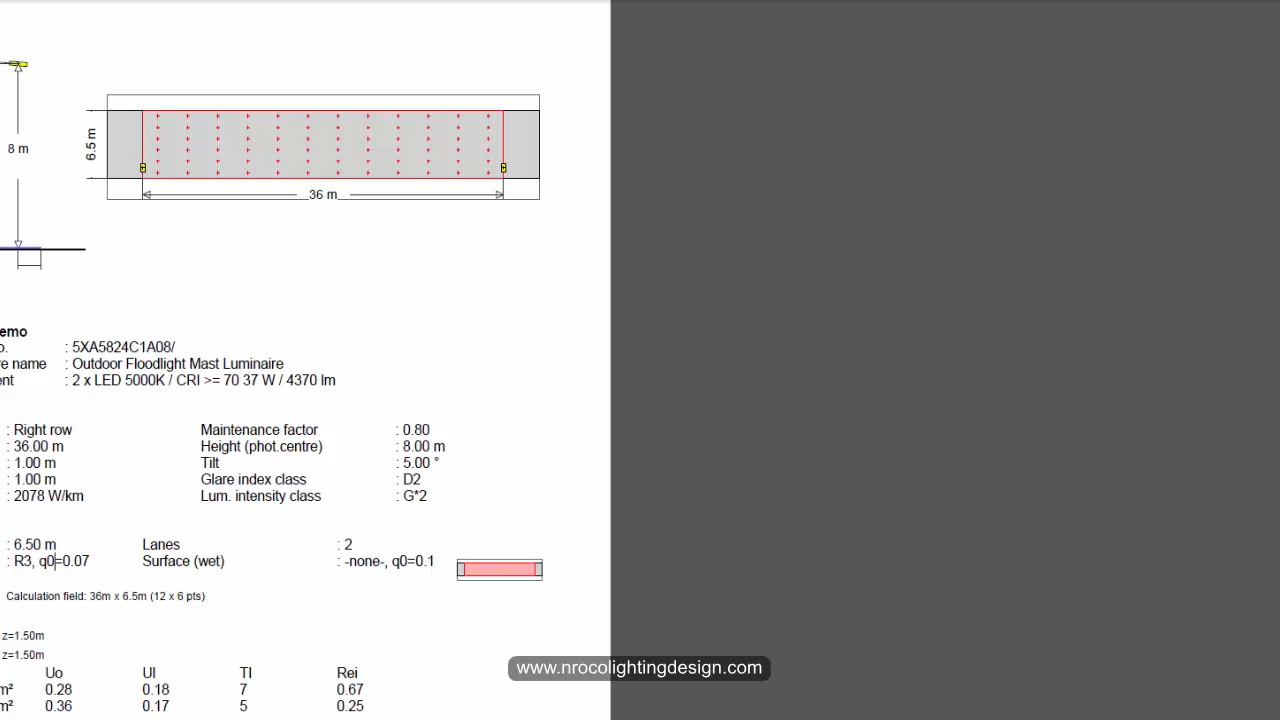 8 m
6.5 m
36 m
emo
o. : 5XA5824C1A08/
re name : Outdoor Floodlight Mast Luminaire
ent : 2 x LED 5000K / CRI >= 70 37 W / 4370 lm
: Right row Maintenance factor : 0.80
: 36.00 m Height (phot.centre) : 8.00 m
: 1.00 m Tilt : 5.00 °
: 1.00 m Glare index class : D2
: 2078 W/km Lum. intensity class : G*2
: 6.50 m Lanes : 2
: R3, q0=0.07 Surface (wet) : -none-, q0=0.1
Calculation field: 36m x 6.5m (12 x 6 pts)
z=1.50m
z=1.50m
Uo Ul TI Rei
m² 0.28 0.18 7 0.67
m² 0.36 0.17 5 0.25
www.nrocolightingdesign.com